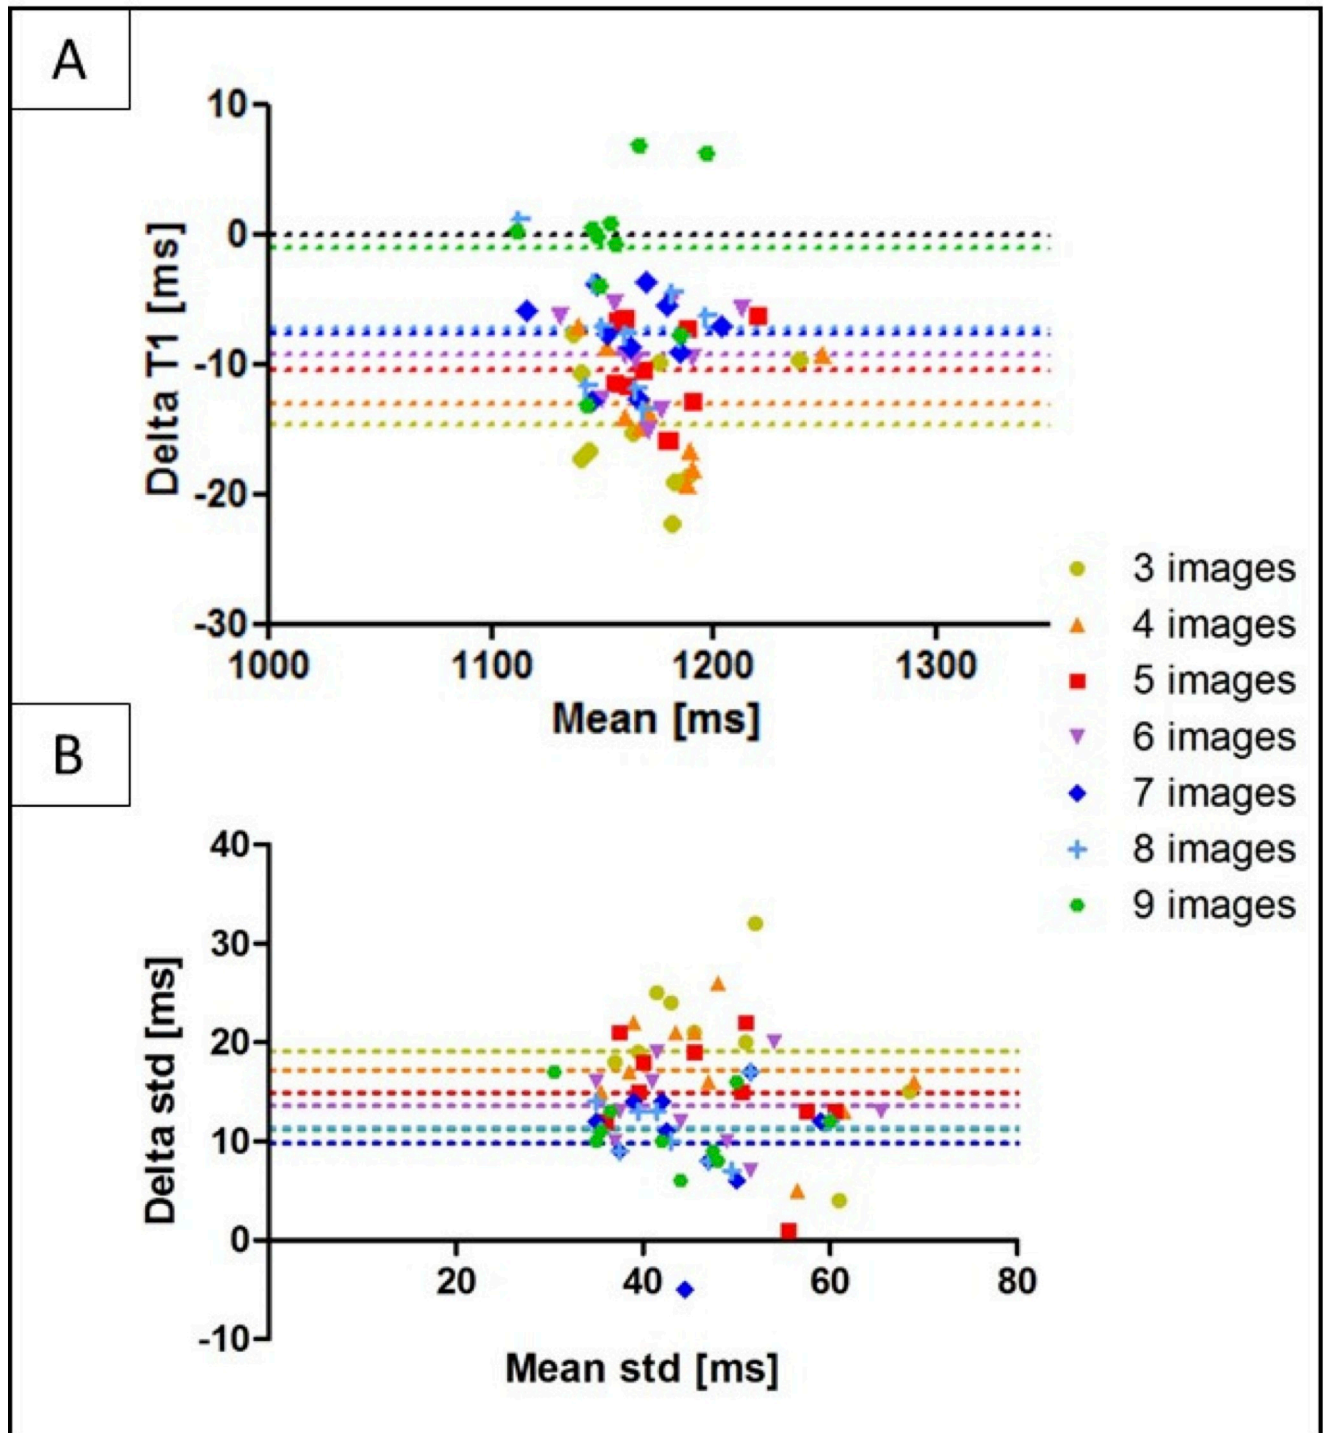 A
10
0
-10
-20
-30
Delta T1 [ms]
1000 1100 1200 1300
Mean [ms]
3 images
4 images
5 images
6 images
7 images
8 images
9 images
B
40
30
20
10
0
-10
Delta std [ms]
20 40 60 80
Mean std [ms]